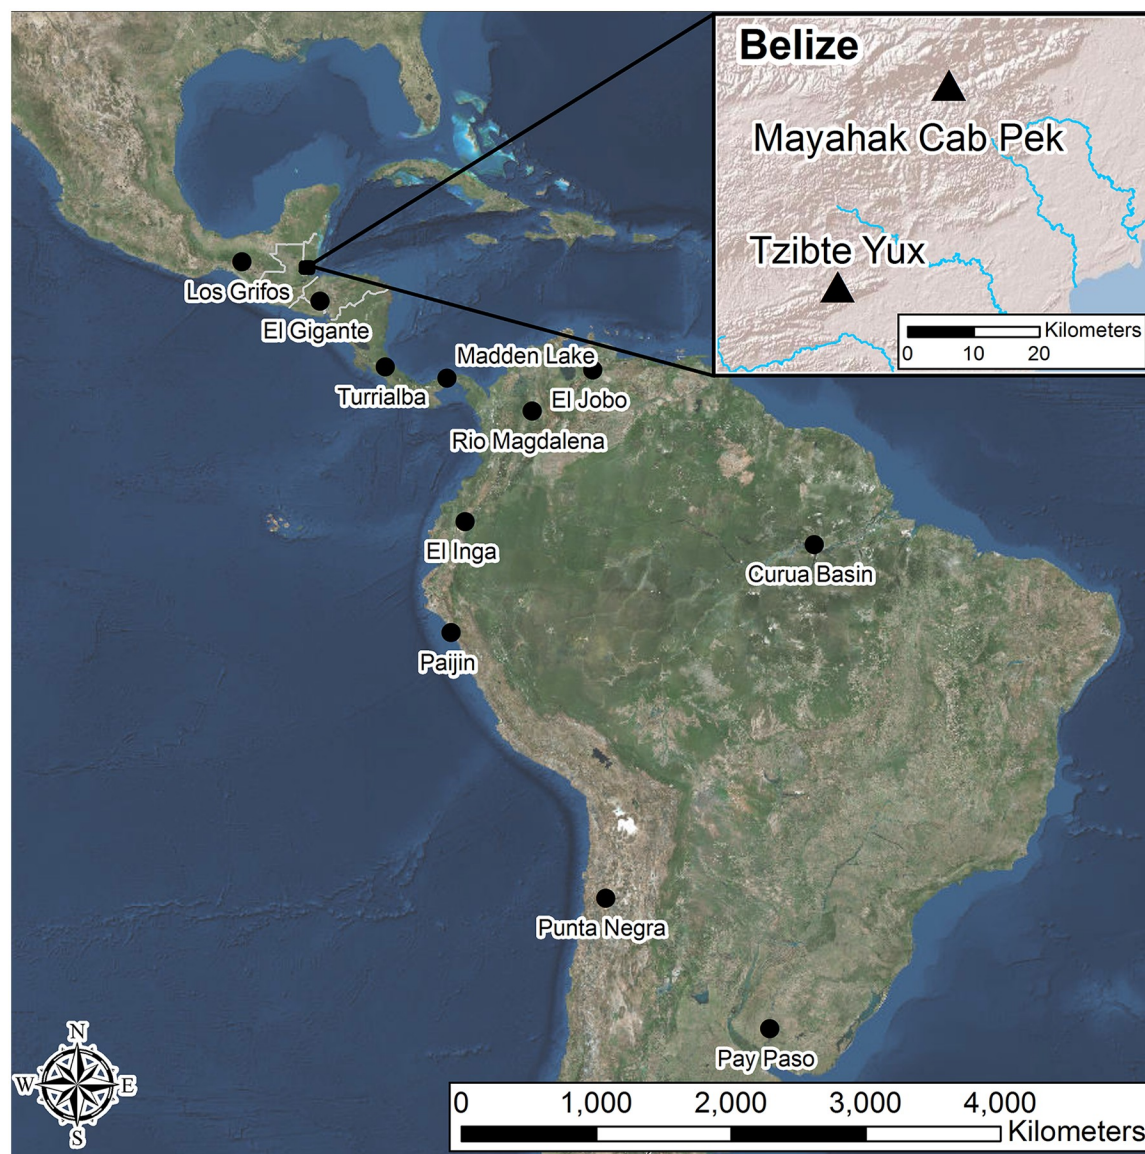 Belize
Mayahak Cab Pek
Tzibte Yux
Kilometers
0 10 20
Los Grifos
El Gigante
Madden Lake
Turrialba
El Jobo
Rio Magdalena
El Inga
Curua Basin
Paijin
Punta Negra
Pay Paso
N
W E
S
0 1,000 2,000 3,000 4,000
Kilometers